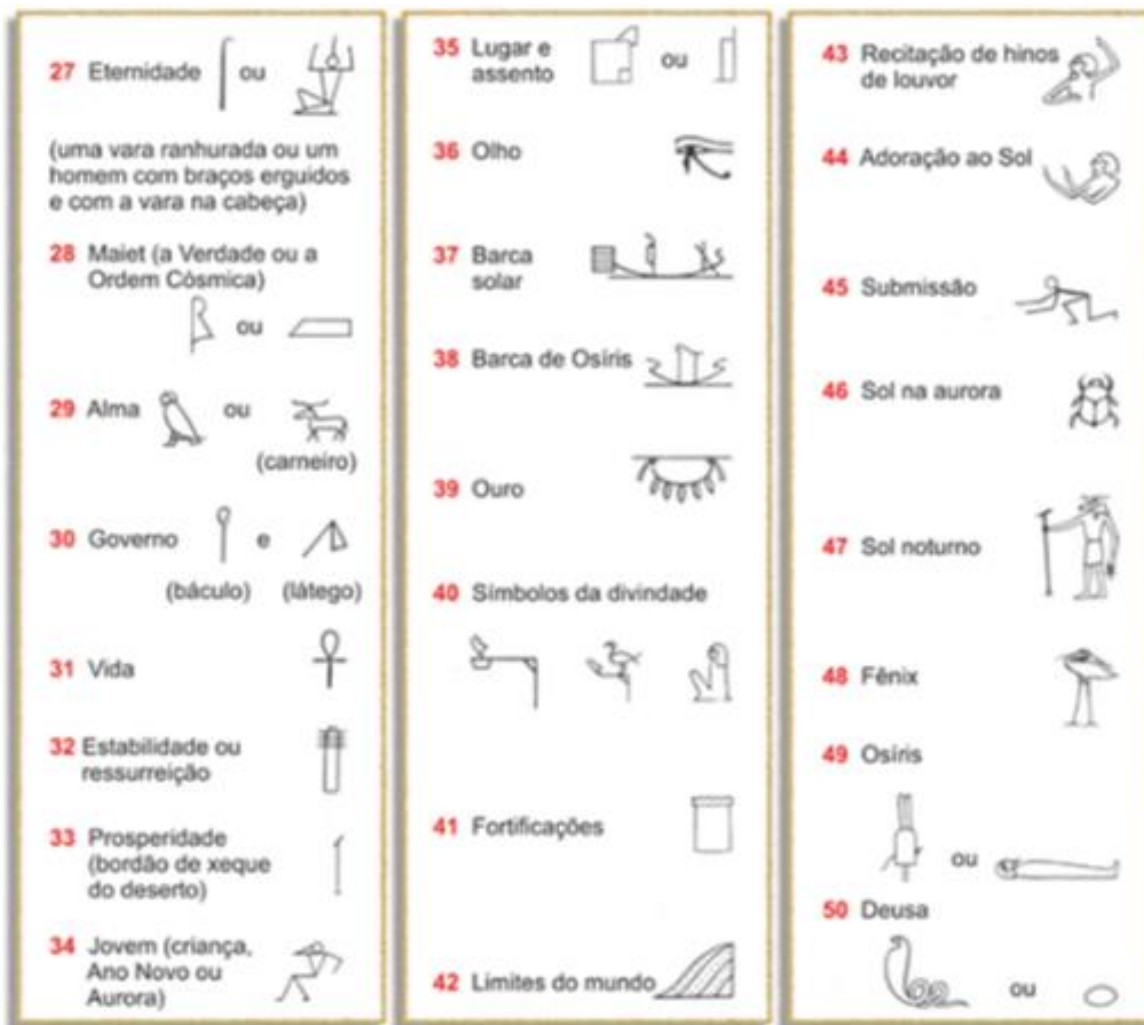 27 Eternidade ou
(uma vara ranhurada ou um
homem com braços erguidos
e com a vara na cabeça)
28 Maiet (a Verdade ou a
Ordem Cósmica)
ou
29 Alma ou
(carneiro)
30 Governo e
(báculo) (látego)
31 Vida
32 Estabilidade ou
ressurreição
33 Prosperidade
(bordão de xeque
do deserto)
34 Jovem (criança,
Ano Novo ou
Aurora)
35 Lugar e
assento ou
36 Olho
37 Barca
solar
38 Barca de Osíris
39 Ouro
40 Símbolos da divindade
41 Fortificações
42 Limites do mundo
43 Recitação de hinos
de louvor
44 Adoração ao Sol
45 Submissão
46 Sol na aurora
47 Sol noturno
48 Fênix
49 Osíris
ou
50 Deusa
ou